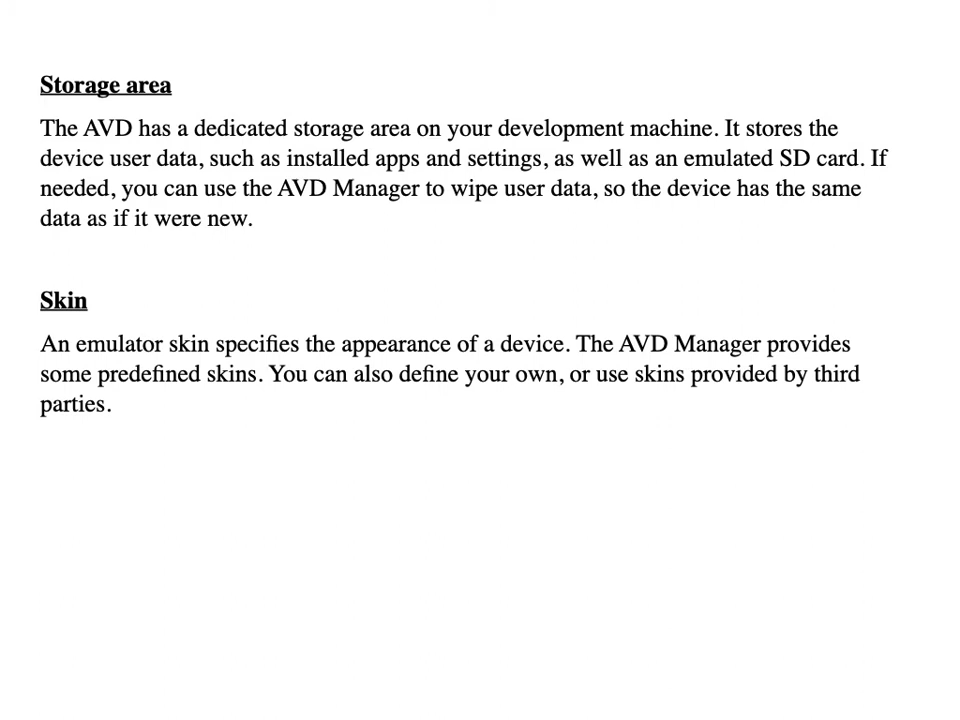 Storage area
The AVD has a dedicated storage area on your development machine. It stores the
device user data, such as installed apps and settings, as well as an emulated SD card. If
needed, you can use the AVD Manager to wipe user data, so the device has the same
data as if it were new.
Skin
An emulator skin specifies the appearance of a device. The AVD Manager provides
some predefined skins. You can also define your own, or use skins provided by third
parties.